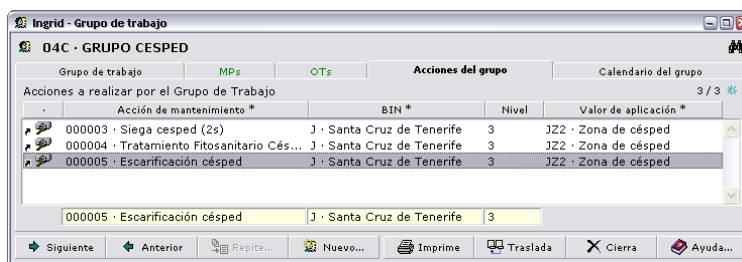 Ingrid - Grupo de trabajo
04C · GRUPO CESPED
Grupo de trabajo MPs OTs Acciones del grupo Calendario del grupo
Acciones a realizar por el Grupo de Trabajo 3 / 3
· Acción de mantenimiento * BIN * Nivel Valor de aplicación *
000003 · Siega cesped (2s) J · Santa Cruz de Tenerife 3 JZ2 · Zona de césped
000004 · Tratamiento Fitosanitario Cés... J · Santa Cruz de Tenerife 3 JZ2 · Zona de césped
000005 · Escarificación césped J · Santa Cruz de Tenerife 3 JZ2 · Zona de césped
000005 · Escarificación césped J · Santa Cruz de Tenerife 3
Siguiente Anterior Repite... Nuevo... Imprime Traslada Cierra Ayuda...